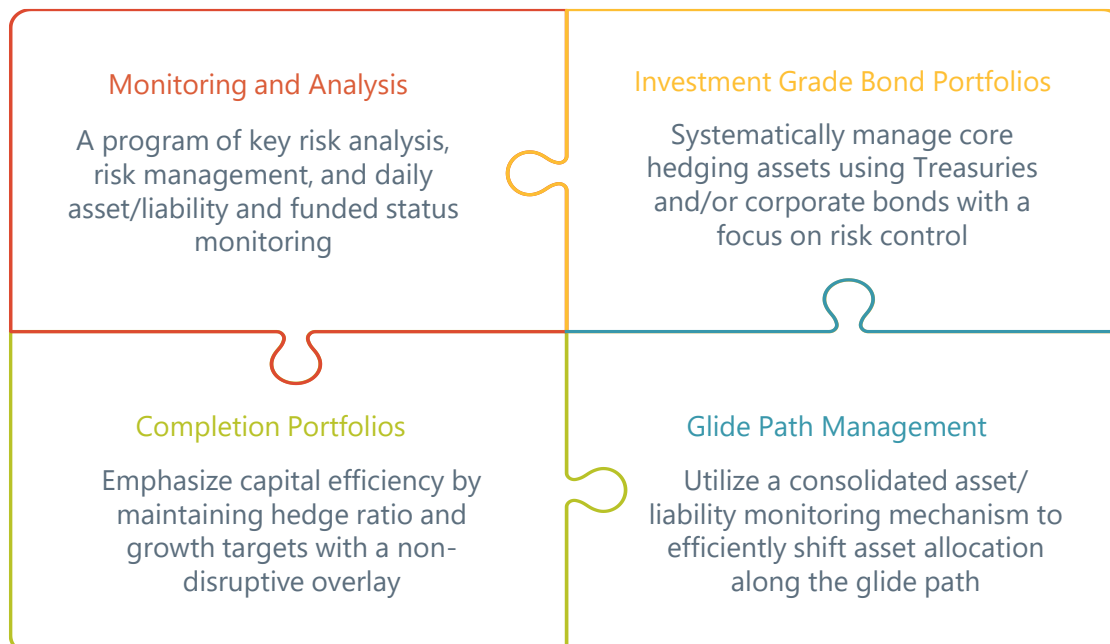 Monitoring and Analysis
A program of key risk analysis,
risk management, and daily
asset/liability and funded status
monitoring
Investment Grade Bond Portfolios
Systematically manage core
hedging assets using Treasuries
and/or corporate bonds with a
focus on risk control
Completion Portfolios
Emphasize capital efficiency by
maintaining hedge ratio and
growth targets with a non-
disruptive overlay
Glide Path Management
Utilize a consolidated asset/
liability monitoring mechanism to
efficiently shift asset allocation
along the glide path